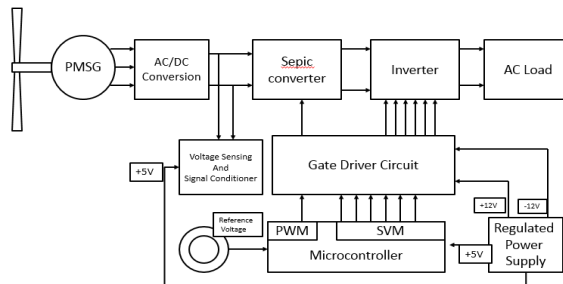 PMSG
AC/DC
Conversion
Sepic
converter
Inverter
AC Load
Voltage Sensing
And
Signal Conditioner
+5V
Gate Driver Circuit
+12V
-12V
Reference
Voltage
PWM
SVM
Microcontroller
+5V
Regulated
Power
Supply